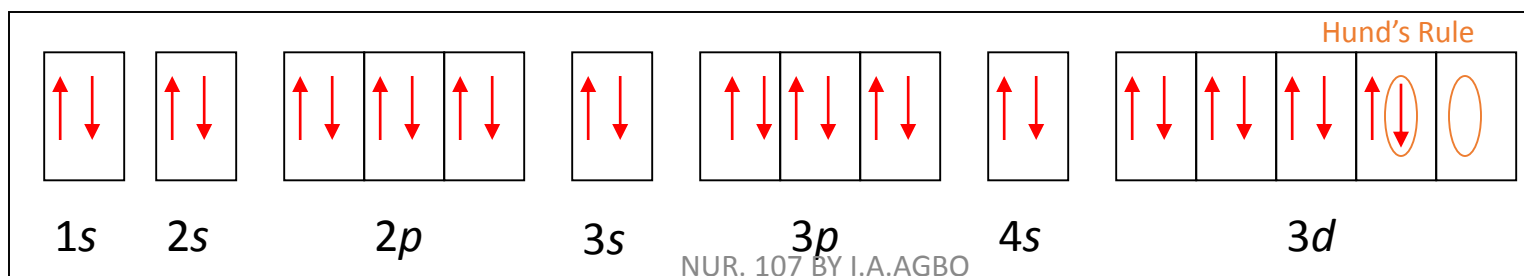 Hund's Rule
1s 2s 2p 3s 3p 4s 3d
NUR. 107 BY I.A.AGBO